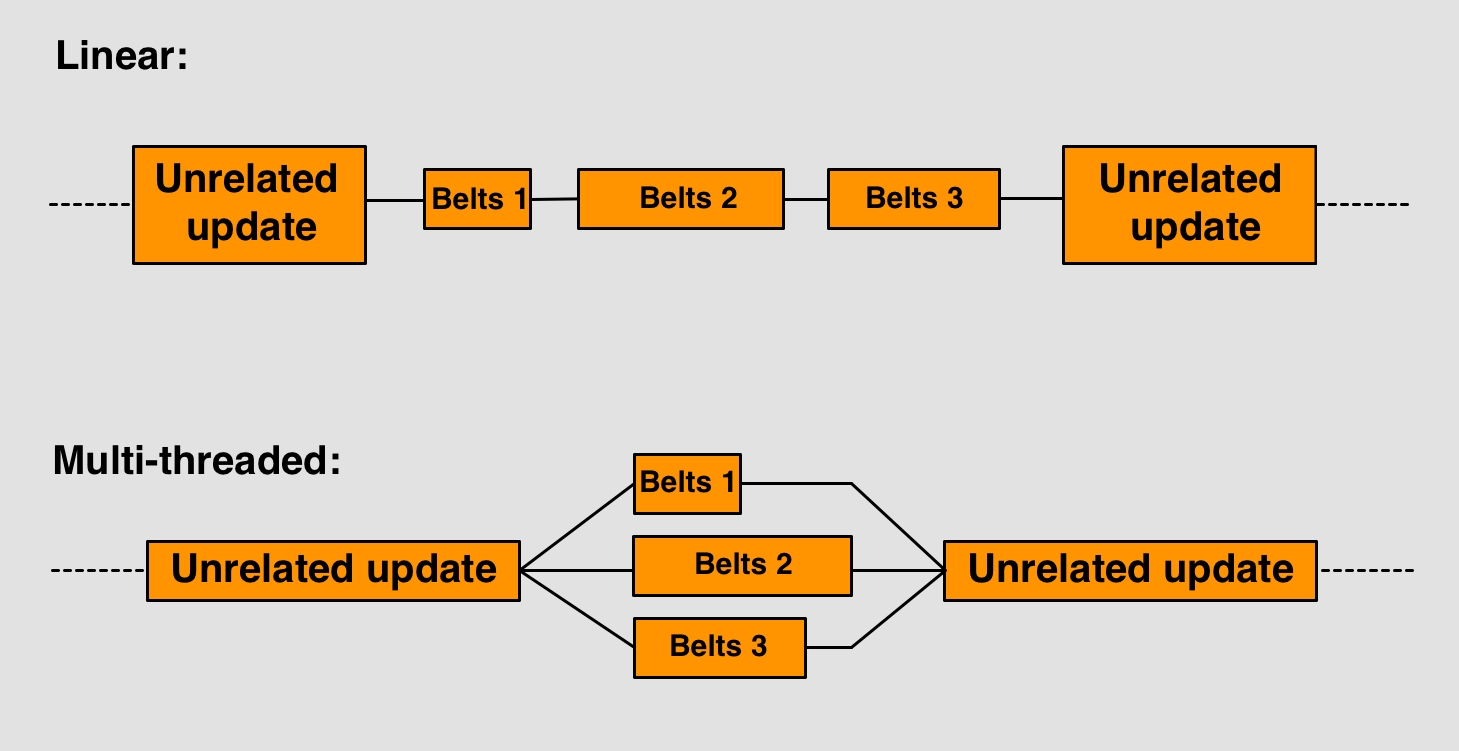 Linear:
Unrelated
update
Belts 1
Belts 2
Belts 3
Unrelated
update
Multi-threaded:
Unrelated update
Belts 1
Belts 2
Belts 3
Unrelated update